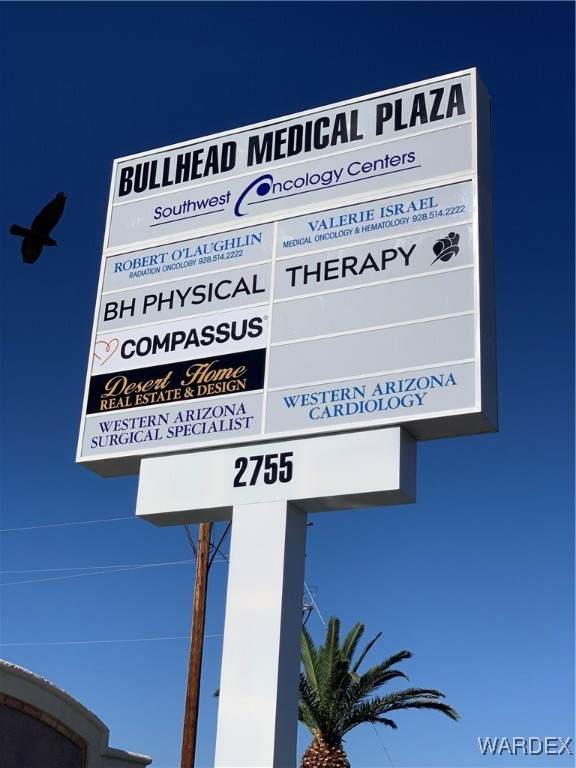 BULLHEAD MEDICAL PLAZA
Southwest Oncology Centers
ROBERT O'LAUGHLIN
RADIATION ONCOLOGY 928.514.2222
VALERIE ISRAEL
MEDICAL ONCOLOGY & HEMATOLOGY 928.514.2222
BH PHYSICAL THERAPY
COMPASSUS®
Desert Home
REAL ESTATE & DESIGN
WESTERN ARIZONA
SURGICAL SPECIALIST
WESTERN ARIZONA
CARDIOLOGY
2755
WARDEX